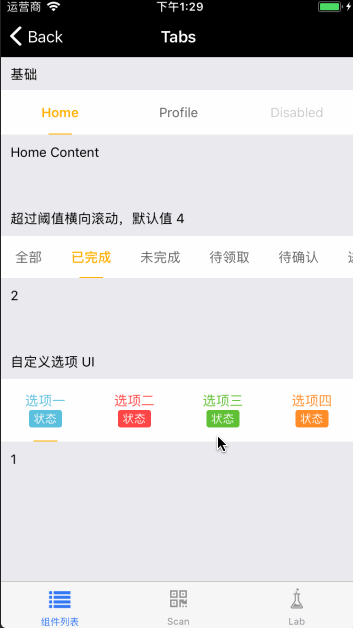 运营商 下午1:29
Back Tabs
基础
Home Profile Disabled
Home Content
超过阈值横向滚动，默认值 4
全部 已完成 未完成 待领取 待确认
2
自定义选项 UI
选项一 选项二 选项三 选项四
状态 状态 状态 状态
1
组件列表 Scan Lab